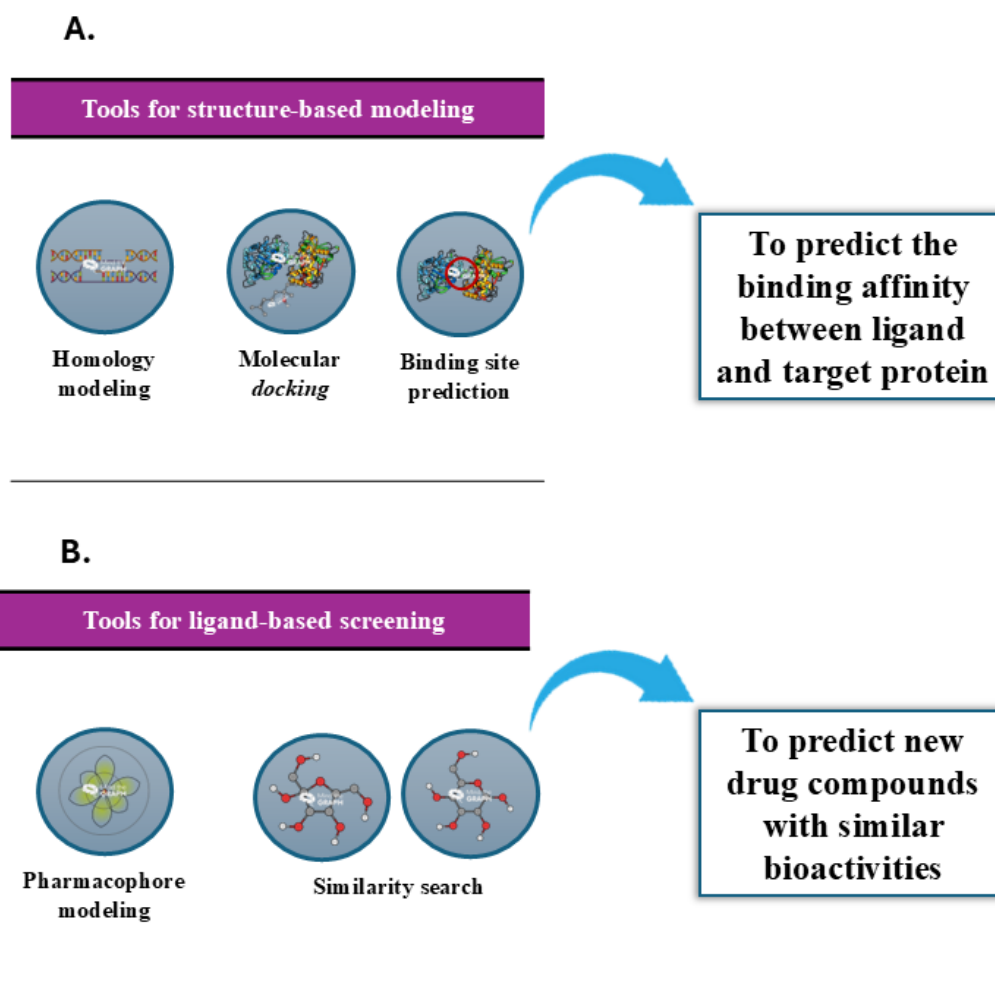 A.
Tools for structure-based modeling
Homology
modeling
Molecular
docking
Binding site
prediction
To predict the
binding affinity
between ligand
and target protein
B.
Tools for ligand-based screening
Pharmacophore
modeling
Similarity search
To predict new
drug compounds
with similar
bioactivities